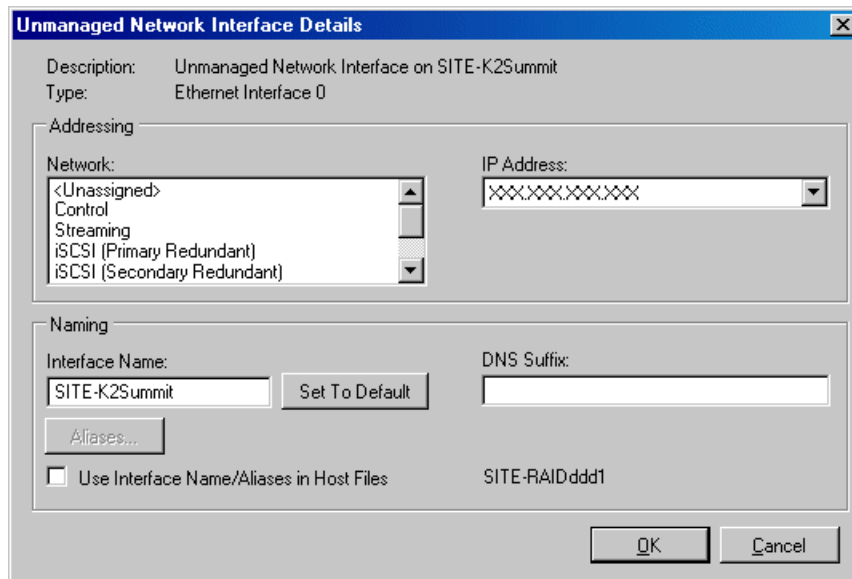 Unmanaged Network Interface Details
Description: Unmanaged Network Interface on SITE-K2Summit
Type: Ethernet Interface 0
Addressing
Network:
IP Address:
<Unassigned>
Control
Streaming
iSCSI (Primary Redundant)
iSCSI (Secondary Redundant)
XXX.XXX.XXX.XXX
Naming
Interface Name:
DNS Suffix:
SITE-K2Summit
Set To Default
Aliases...
Use Interface Name/Aliases in Host Files
SITE-RAIDddd1
OK
Cancel